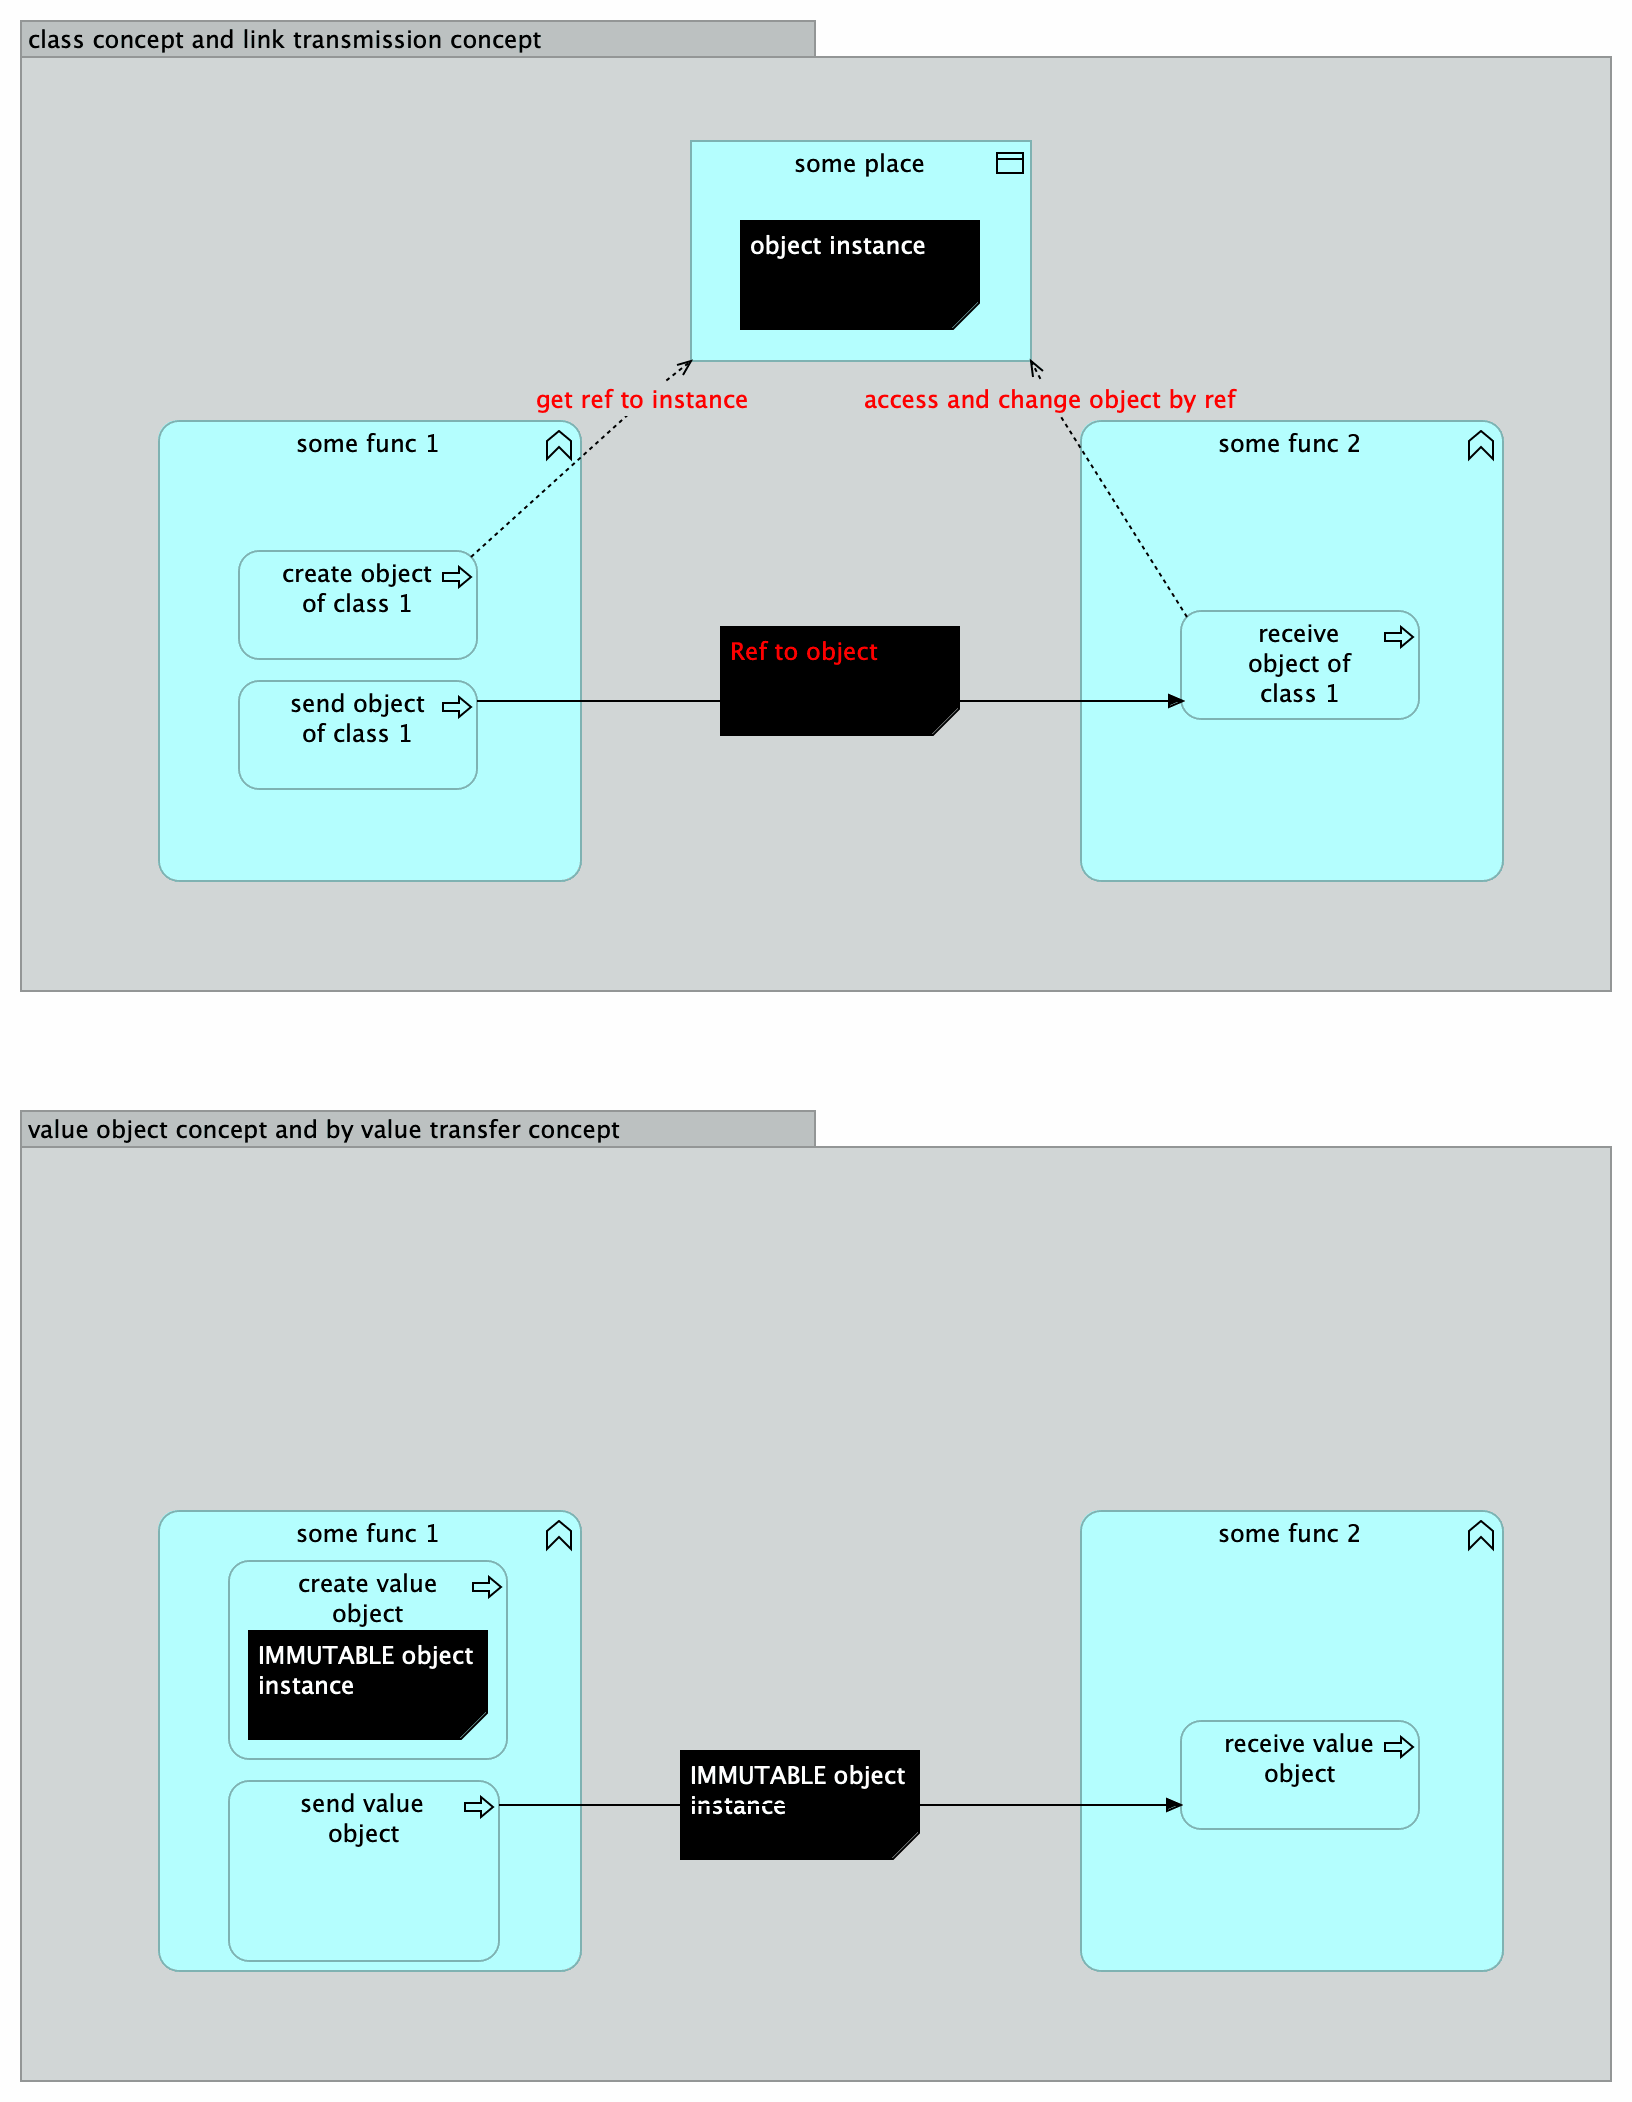 class concept and link transmission concept
some place
object instance
get ref to instance
access and change object by ref
some func 1
some func 2
create object
of class 1
send object
of class 1
Ref to object
receive
object of
class 1
value object concept and by value transfer concept
some func 1
some func 2
create value
object
IMMUTABLE object
instance
send value
object
IMMUTABLE object
instance
receive value
object